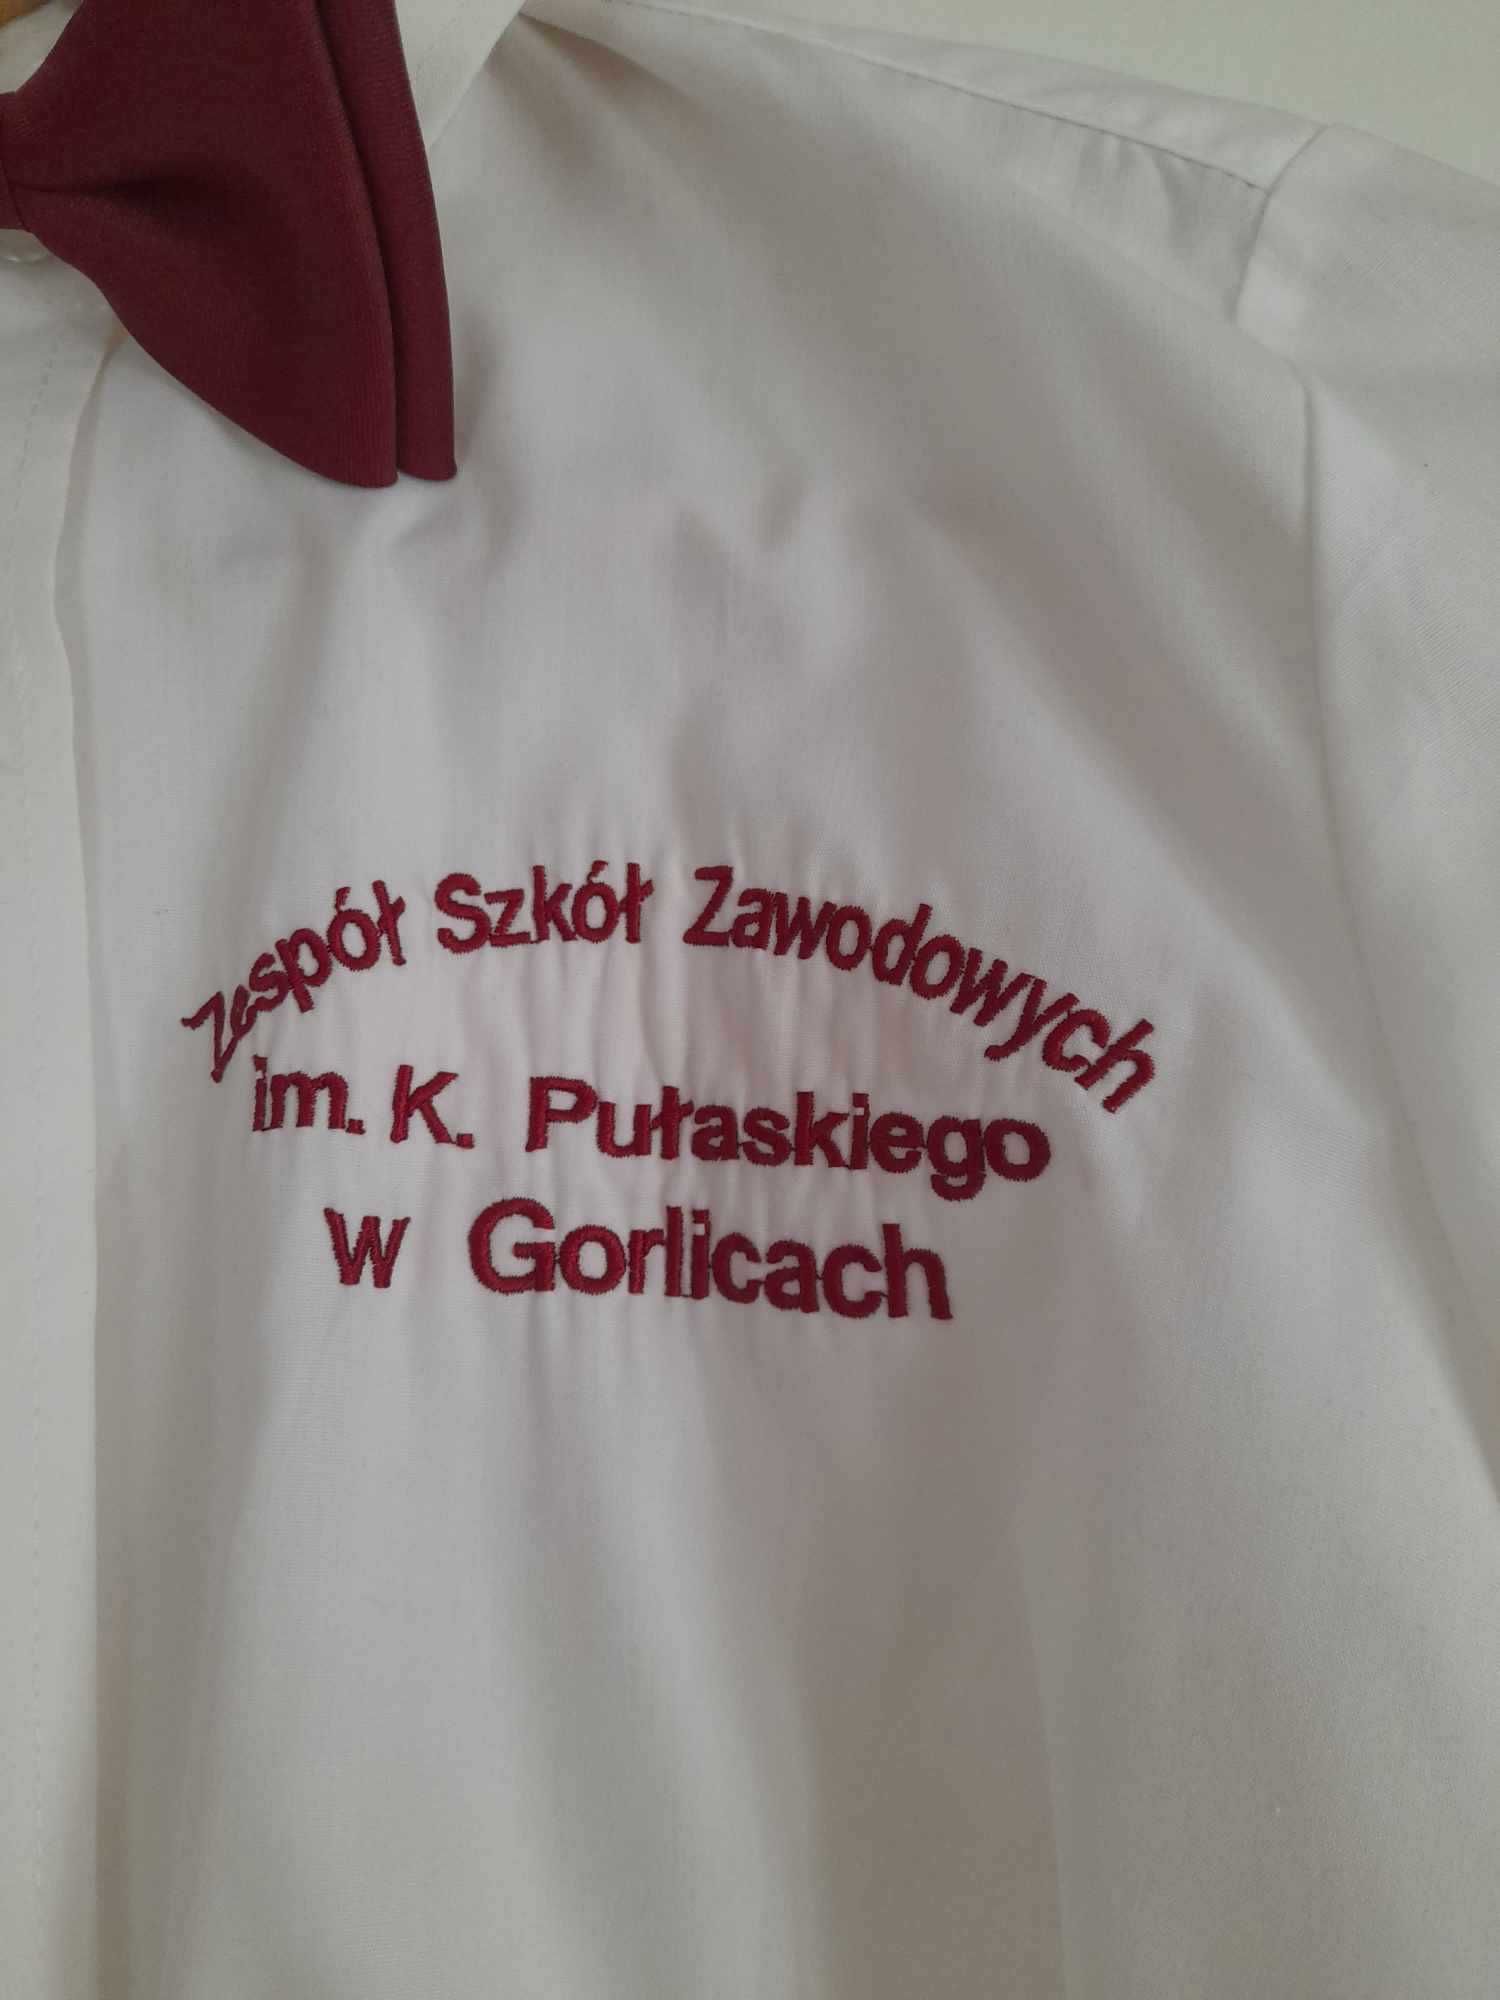 Zespół Szkół Zawodowych
im. K. Pułaskiego
w Gorlicach